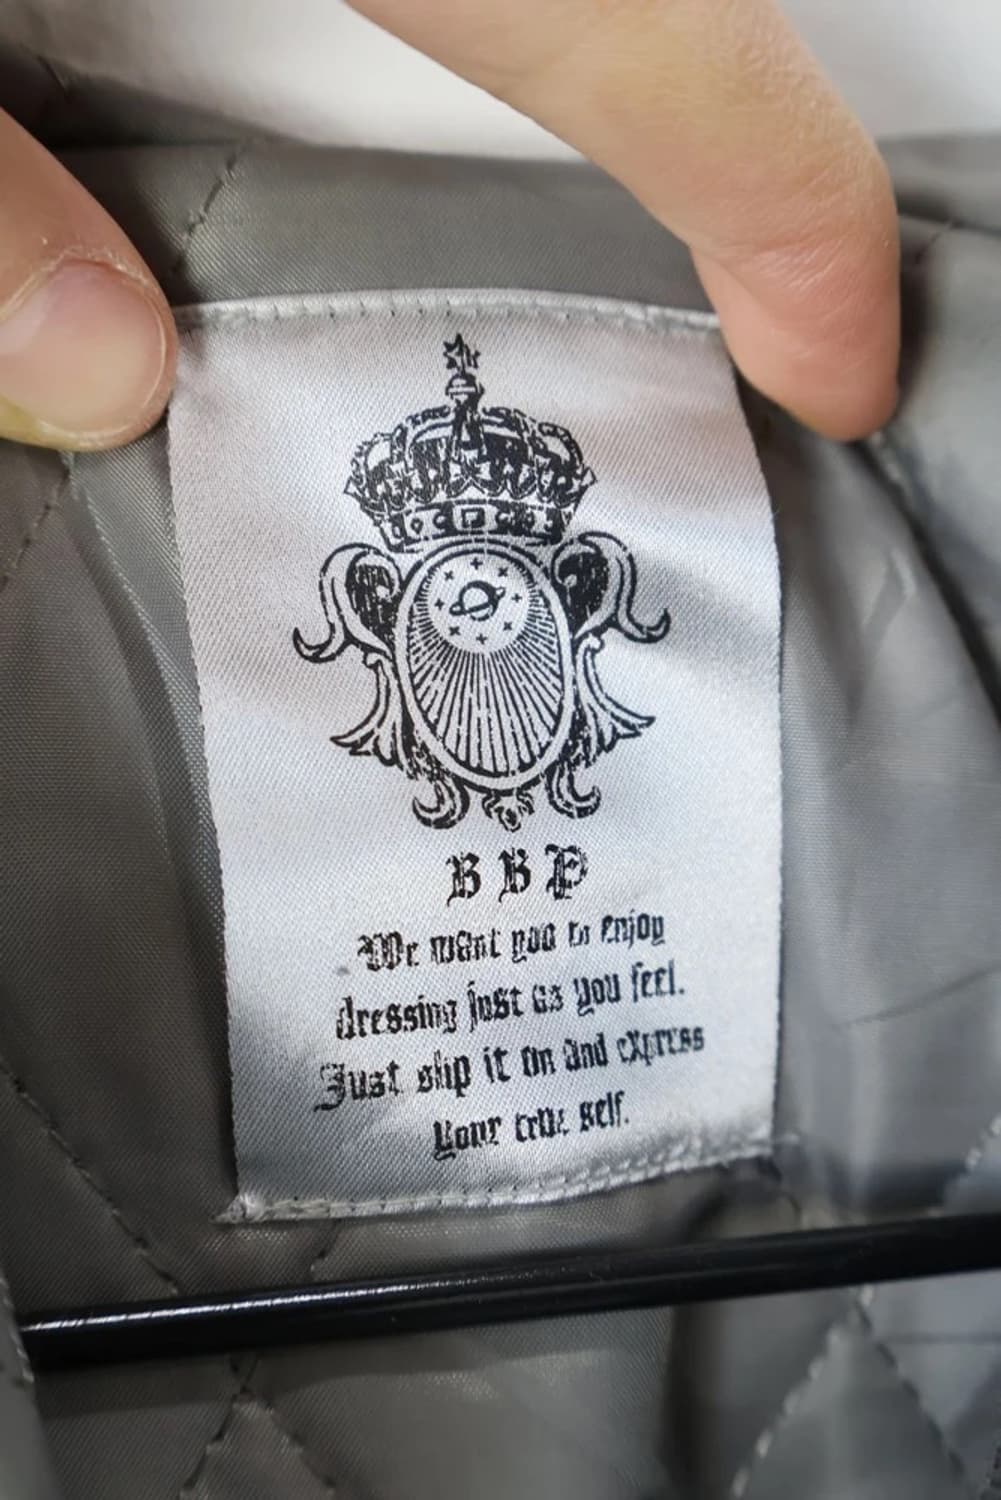 BBP
We want you to enjoy
dressing just as you feel.
Just slip it on and express
your true self.